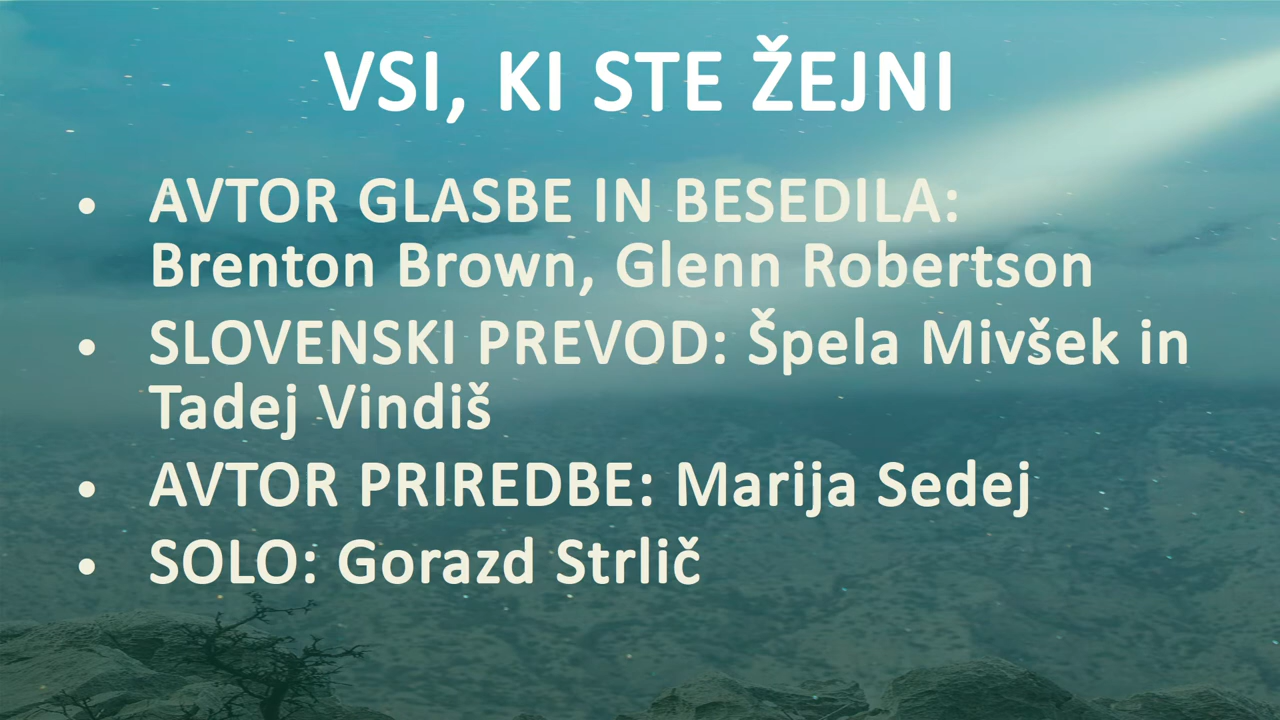 VSI, KI STE ŽEJNI
• AVTOR GLASBE IN BESEDILA:
Brenton Brown, Glenn Robertson
• SLOVENSKI PREVOD: Špela Mivšek in
Tadej Vindiš
• AVTOR PRIREDBE: Marija Sedej
• SOLO: Gorazd Strlič